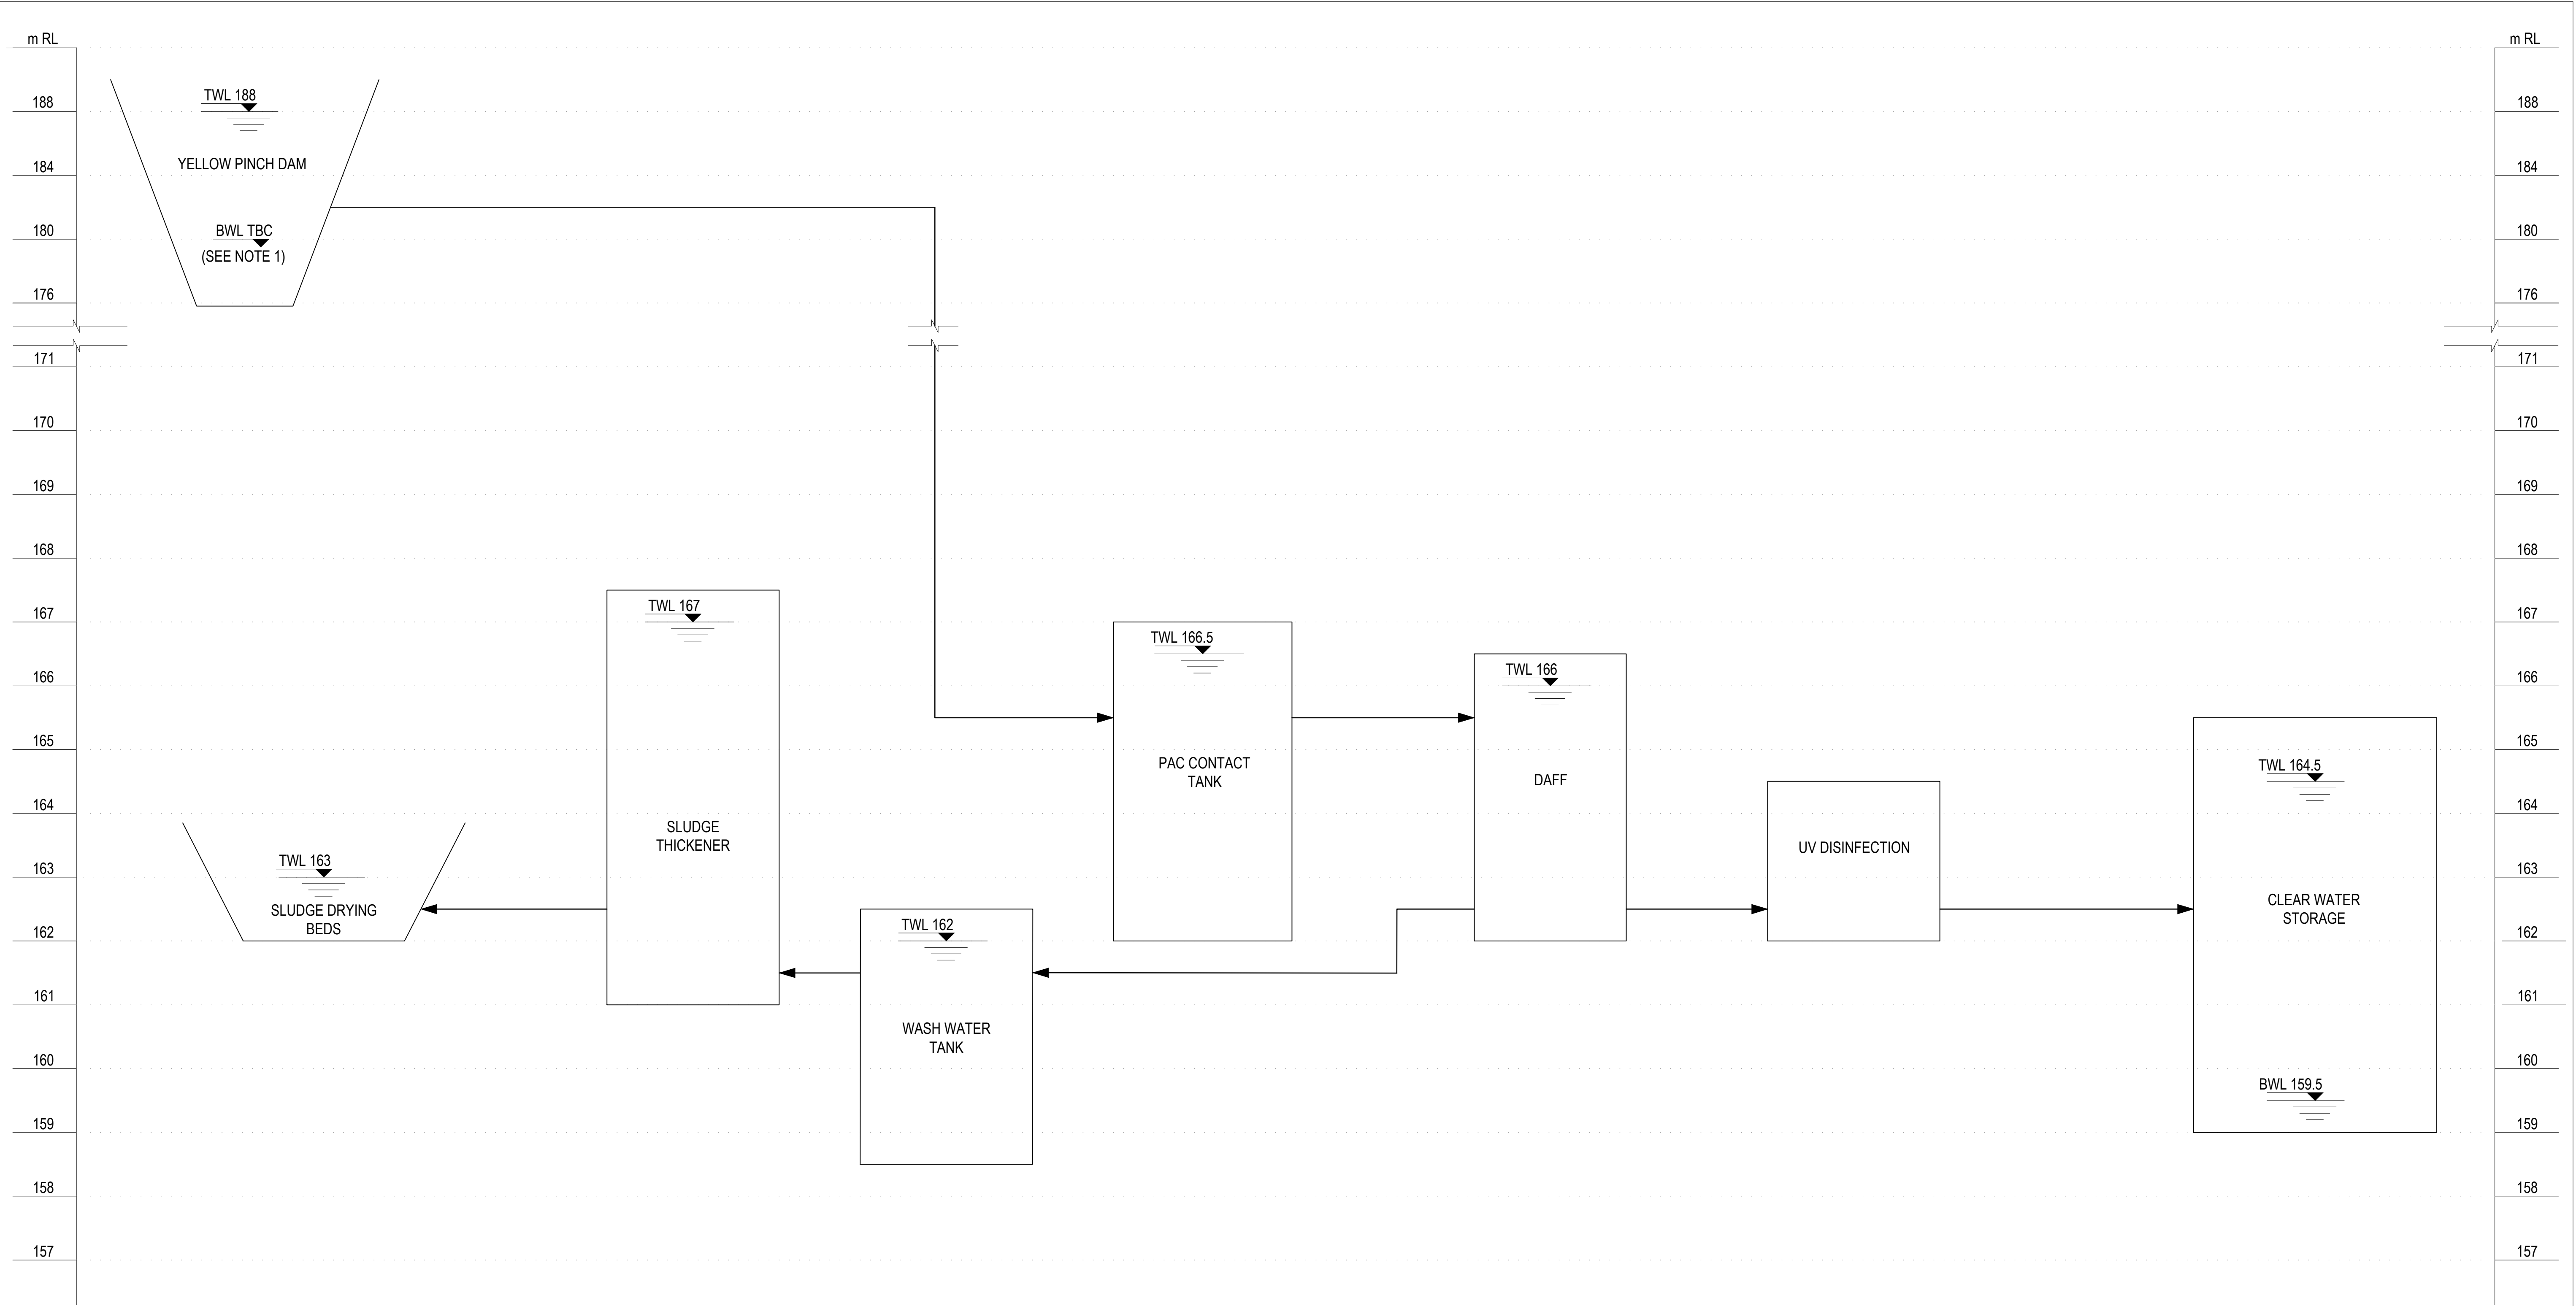 m RL
m RL
188
TWL 188
188
184
YELLOW PINCH DAM
184
180
BWL TBC
180
(SEE NOTE 1)
176
176
171
171
170
170
169
169
168
168
167
TWL 167
167
TWL 166.5
166
TWL 166
166
165
165
PAC CONTACT
TANK
DAFF
TWL 164.5
164
164
SLUDGE
THICKENER
UV DISINFECTION
163
TWL 163
163
SLUDGE DRYING
BEDS
CLEAR WATER
STORAGE
162
TWL 162
162
161
161
WASH WATER
TANK
160
160
BWL 159.5
159
159
158
158
157
157